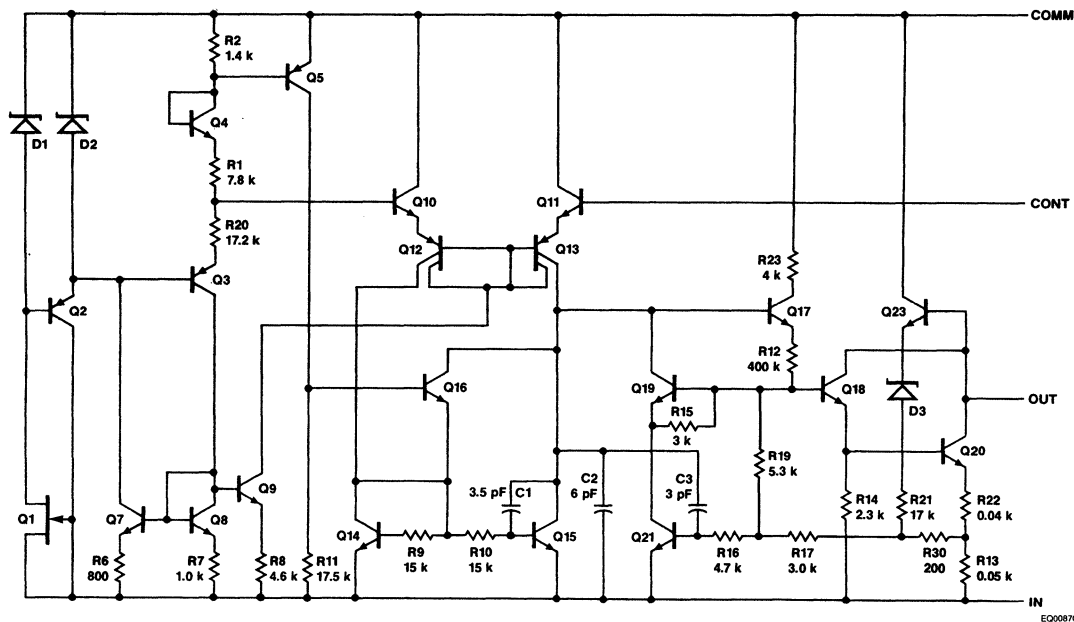 COMM
R2
1.4 k
Q5
Q4
D1
D2
R1
7.8 k
Q10
Q11
CONT
R20
17.2 k
Q12
Q13
R23
4 k
Q3
Q2
Q17
Q23
R12
400 k
Q16
Q19
Q18
D3
OUT
R15
3 k
Q20
R19
5.3 k
Q9
3.5 pF
C1
C2
6 pF
C3
3 pF
R14
2.3 k
R21
17 k
R22
0.04 k
Q1
Q7
Q8
Q14
Q15
Q21
R9
15 k
R10
15 k
R16
4.7 k
R17
3.0 k
R30
200
R6
800
R7
1.0 k
R8
4.6 k
R11
17.5 k
R13
0.05 k
IN